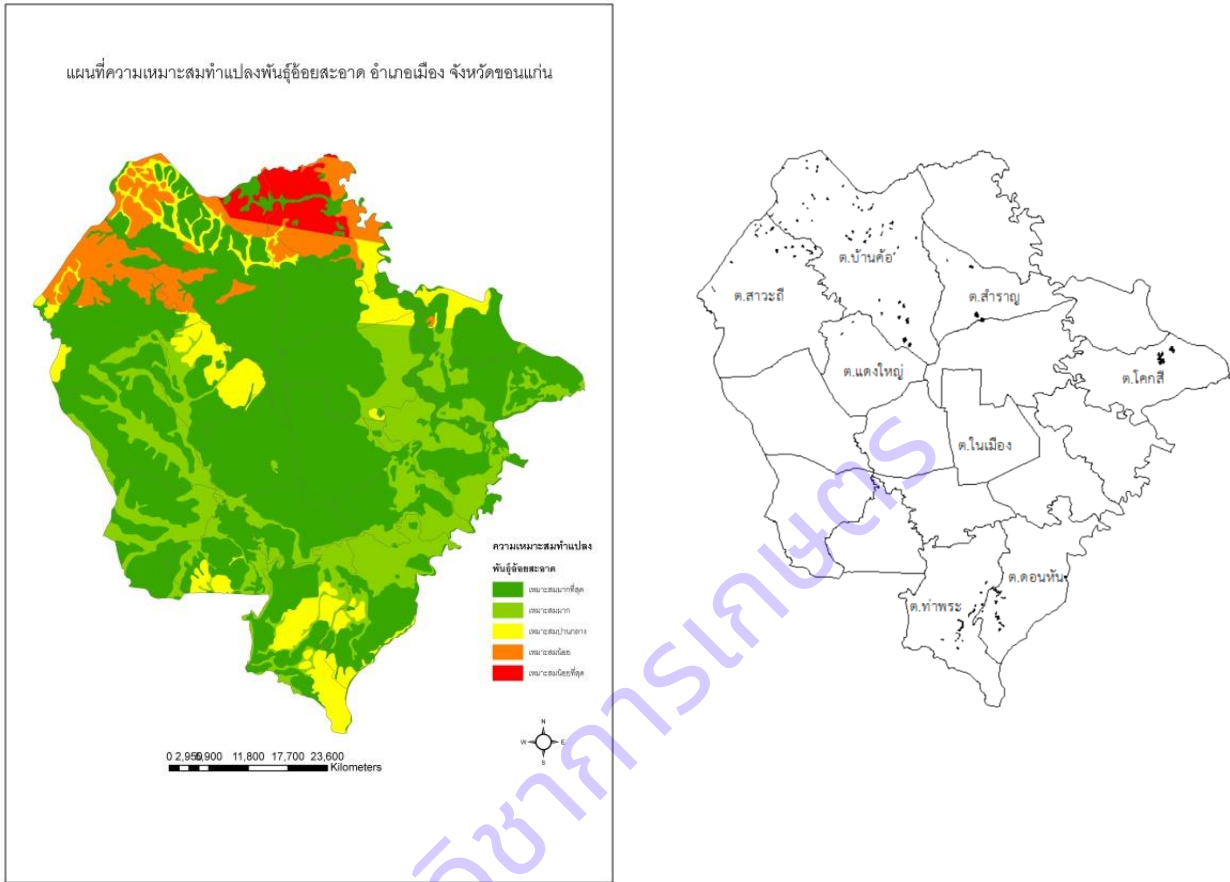 แผนที่ความเหมาะสมทำแปลงพันธุ์อ้อยสะอาด อำเภอเมือง จังหวัดขอนแก่น
ความเหมาะสมทำแปลง
พันธุ์อ้อยสะอาด
เหมาะสมมากที่สุด
เหมาะสมมาก
เหมาะสมปานกลาง
เหมาะสมน้อย
เหมาะสมน้อยที่สุด
N
W E
S
11,800 17,700 23,600
Kilometers
ต.บ้านค้อ
ต.สาวะถี
ต.สำราญ
ต.แดงใหญ่
ต.โคกสี
ต.ในเมือง
ต.ดอนหัน
ต.ท่าพระ
วิชาการเกษตร